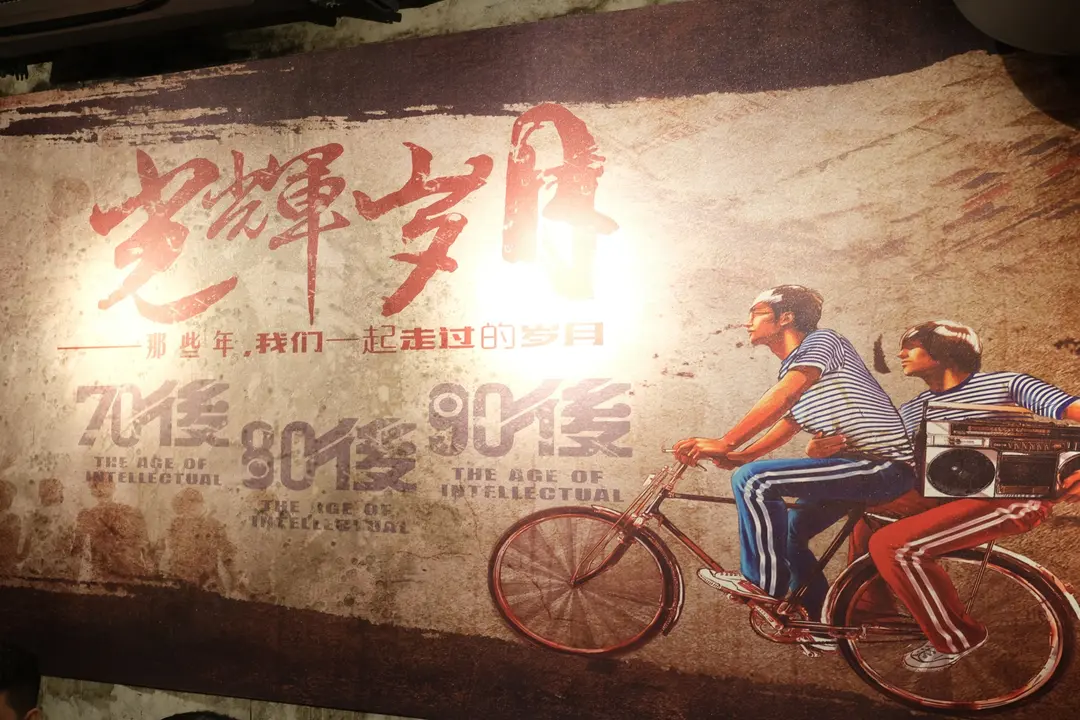 光輝岁月
——那些年,我们一起走过的岁月
70後
THE AGE OF
INTELLECTUAL
80後
THE AGE OF
INTELLECTUAL
90後
THE AGE OF
INTELLECTUAL